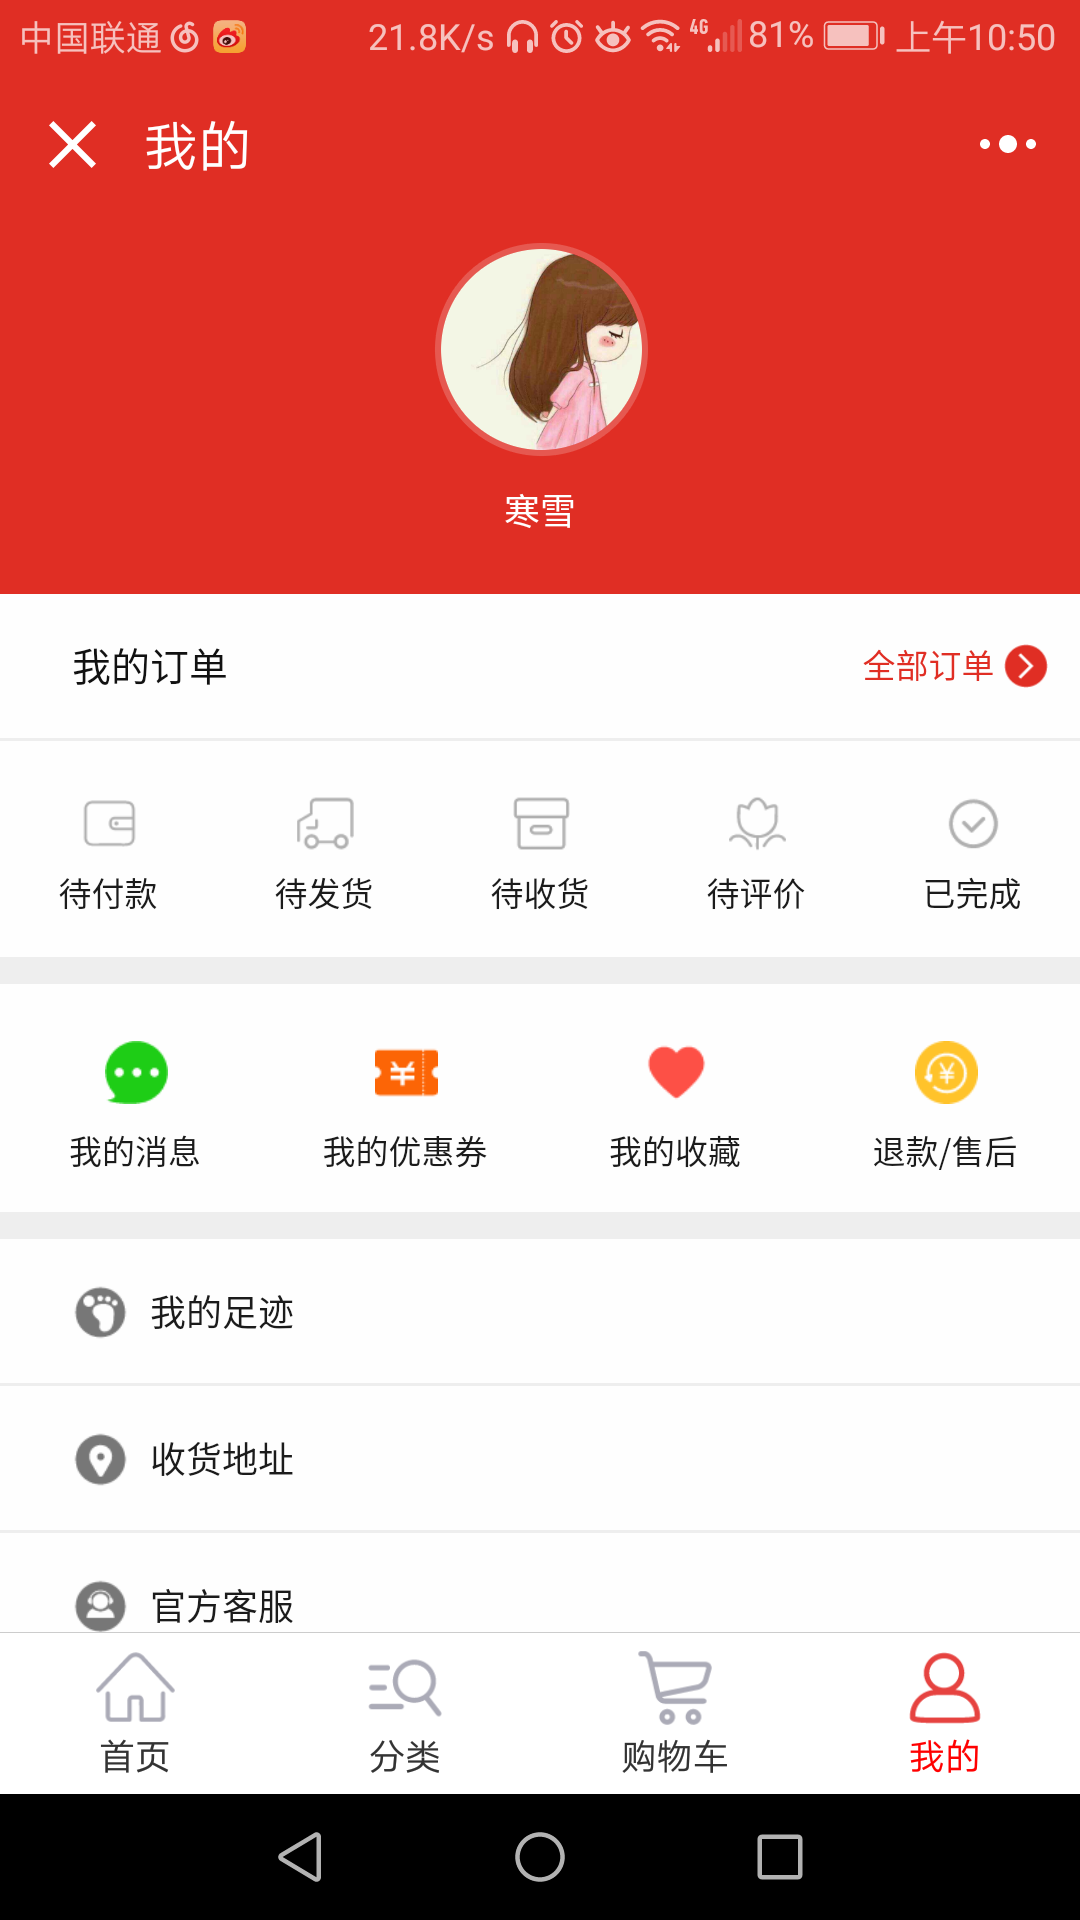 中国联通 21.8K/s 4G 81% 上午10:50
我的
寒雪
我的订单 全部订单
待付款 待发货 待收货 待评价 已完成
我的消息 我的优惠券 我的收藏 退款/售后
我的足迹
收货地址
官方客服
首页 分类 购物车 我的